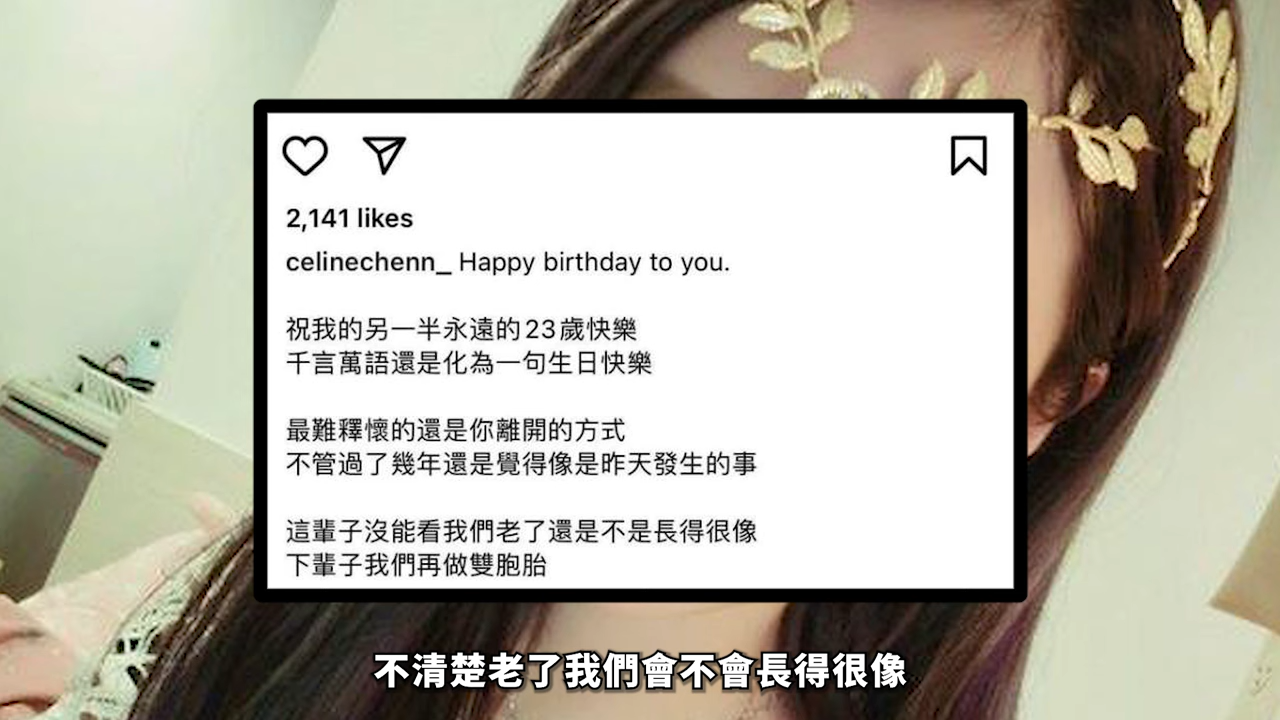 2,141 likes
celinechenn_ Happy birthday to you.
祝我的另一半永遠的23歲快樂
千言萬語還是化為一句生日快樂
最難釋懷的還是你離開的方式
不管過了幾年還是覺得像是昨天發生的事
這輩子沒能看我們老了還是不是長得很像
下輩子我們再做雙胞胎
不清楚老了我們會不會長得很像